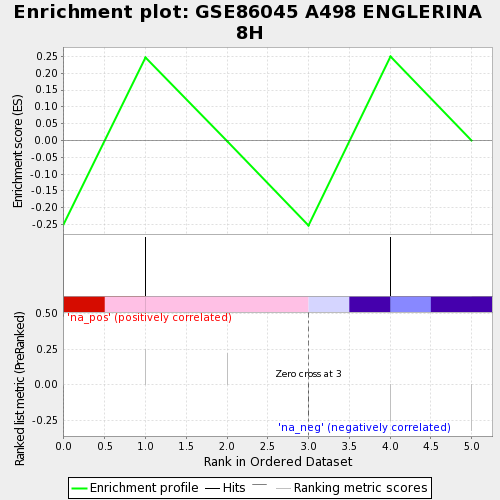 Enrichment plot: GSE86045 A498 ENGLERINA
8H
Enrichment score (ES)
0.25
0.20
0.15
0.10
0.05
0.00
-0.05
-0.10
-0.15
-0.20
-0.25
Ranked list metric (PreRanked)
0.50
0.25
0.00
-0.25
'na_pos' (positively correlated)
Zero cross at 3
'na_neg' (negatively correlated)
0.0 0.5 1.0 1.5 2.0 2.5 3.0 3.5 4.0 4.5 5.0
Rank in Ordered Dataset
Enrichment profile Hits Ranking metric scores